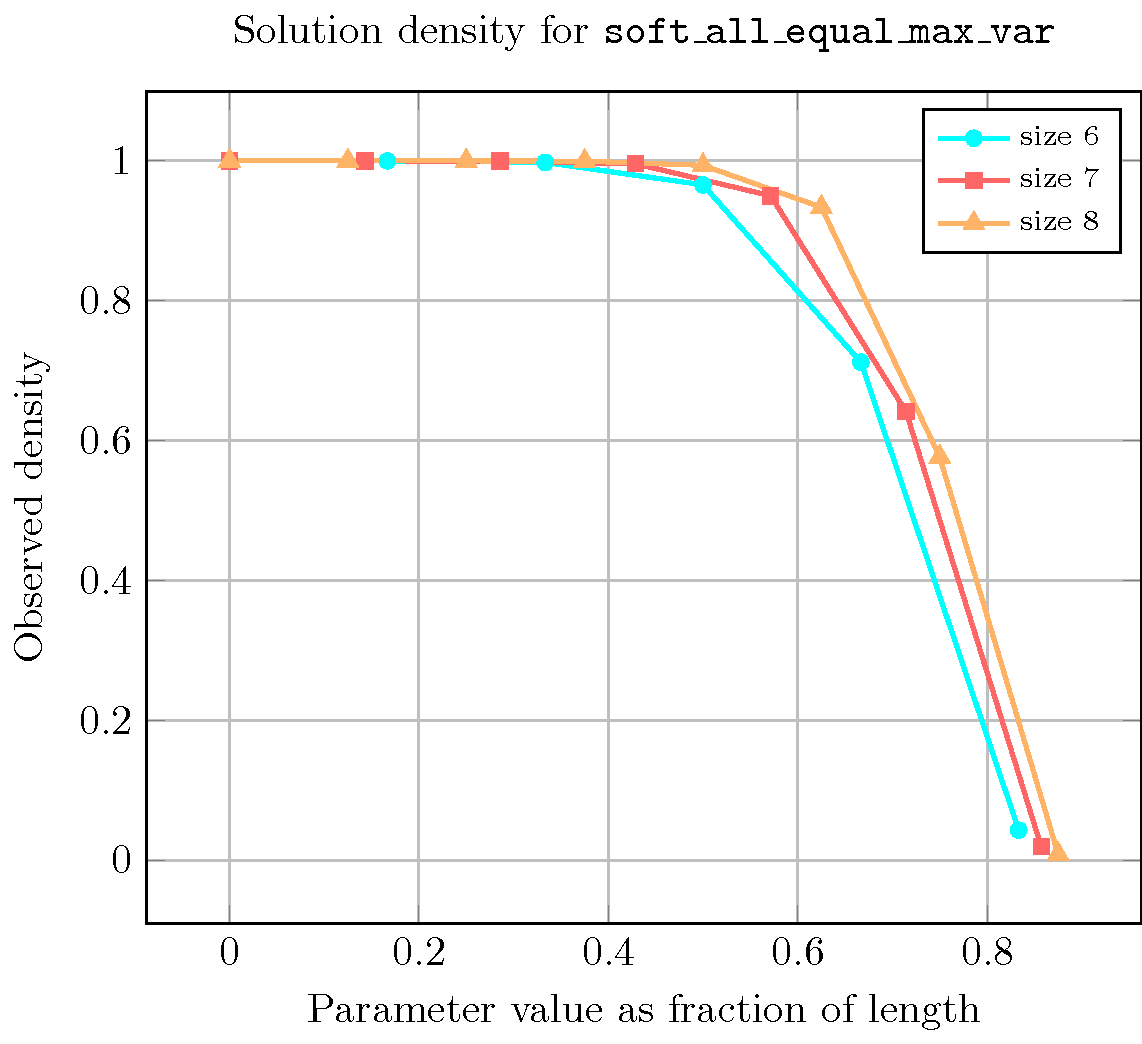 Solution density for soft_all_equal_max_var
size 6
size 7
size 8
1
0.8
0.6
0.4
0.2
0
Observed density
0 0.2 0.4 0.6 0.8
Parameter value as fraction of length